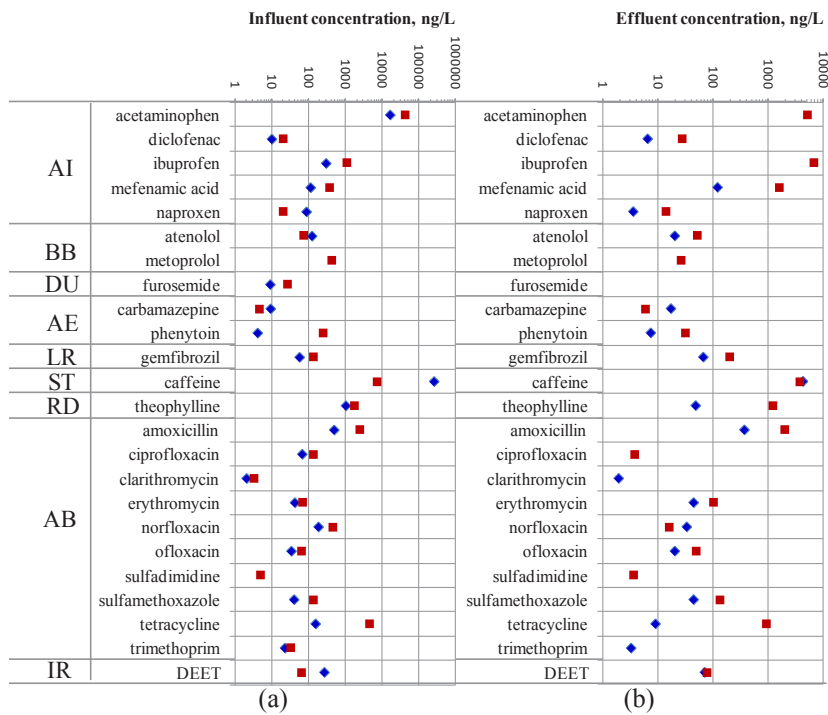 Influent concentration, ng/L
Effluent concentration, ng/L
1 10 100 1000 10000 100000 1000000
1 10 100 1000 10000
AI
acetaminophen acetaminophen
diclofenac diclofenac
ibuprofen ibuprofen
mefenamic acid mefenamic acid
naproxen naproxen
BB
atenolol atenolol
metoprolol metoprolol
DU furosemide furosemide
AE
carbamazepine carbamazepine
phenytoin phenytoin
LR gemfibrozil gemfibrozil
ST caffeine caffeine
RD theophylline theophylline
AB
amoxicillin amoxicillin
ciprofloxacin ciprofloxacin
clarithromycin clarithromycin
erythromycin erythromycin
norfloxacin norfloxacin
ofloxacin ofloxacin
sulfadimidine sulfadimidine
sulfamethoxazole sulfamethoxazole
tetracycline tetracycline
trimethoprim trimethoprim
IR DEET DEET
(a) (b)